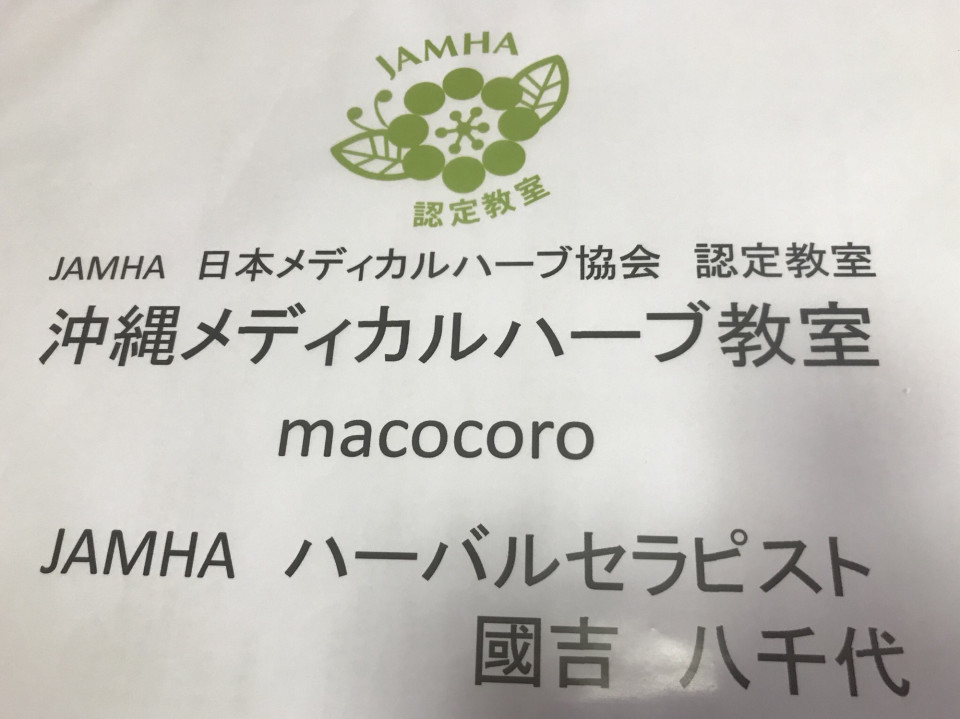 JAMHA
認定教室
JAMHA 日本メディカルハーブ協会 認定教室
沖縄メディカルハーブ教室
macocoro
JAMHA ハーバルセラピスト
國吉 八千代